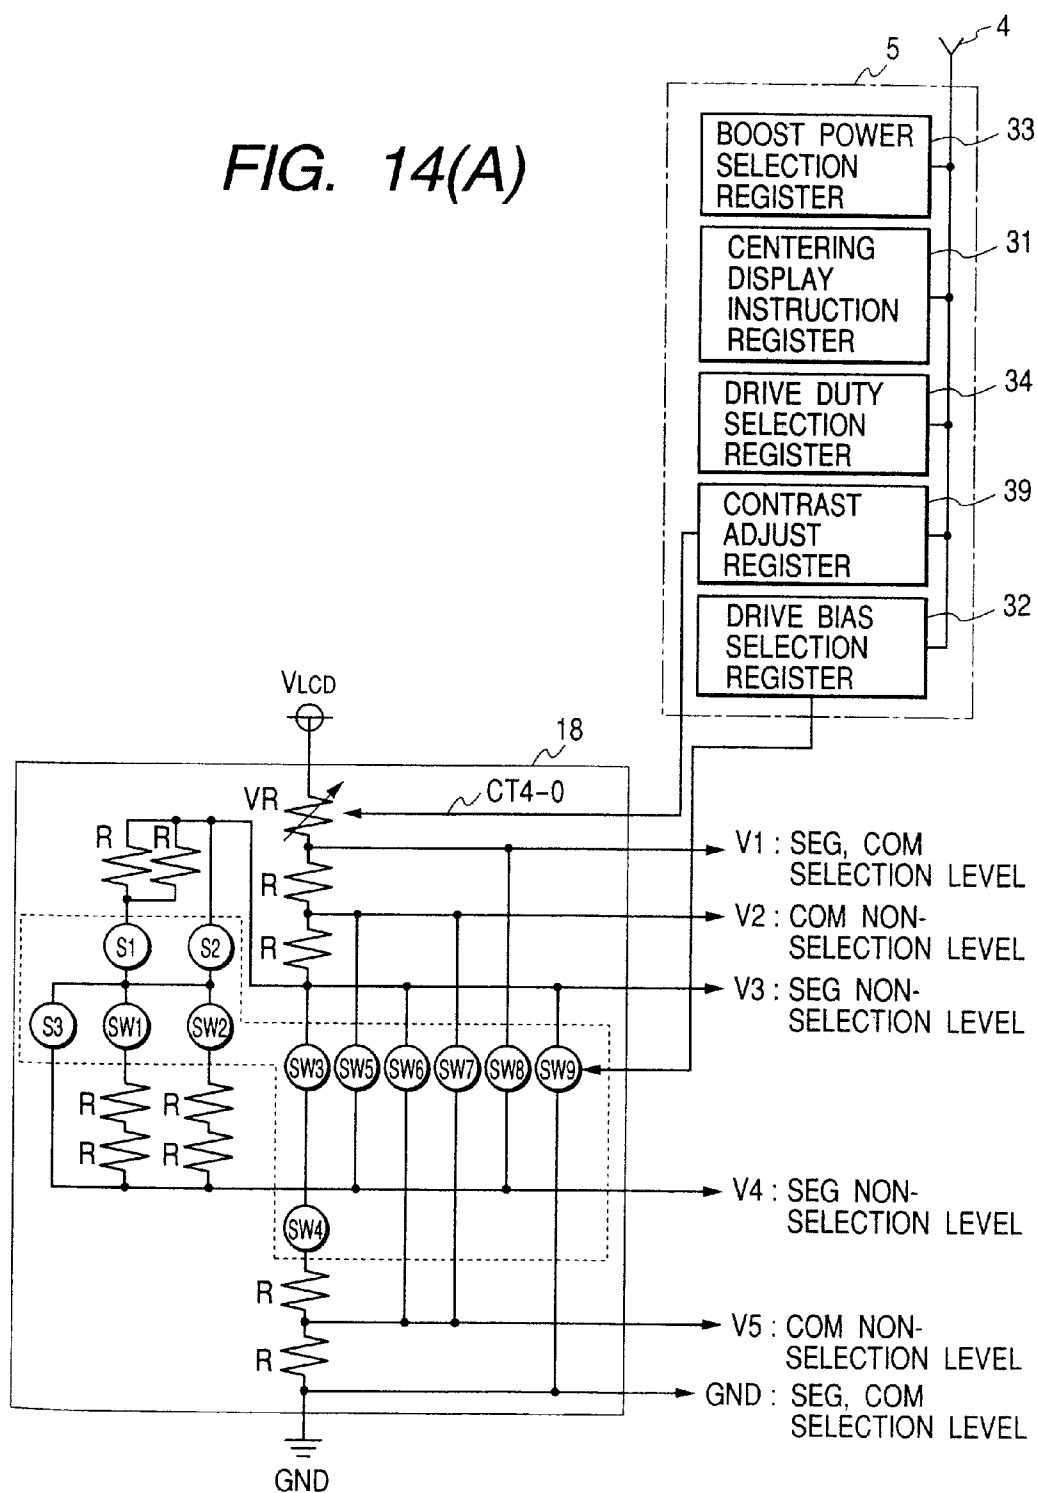 4
5
FIG. 14(A)
BOOST POWER
SELECTION
REGISTER
33
CENTERING
DISPLAY
INSTRUCTION
REGISTER
31
DRIVE DUTY
SELECTION
REGISTER
34
CONTRAST
ADJUST
REGISTER
39
DRIVE BIAS
SELECTION
REGISTER
32
VLCD
18
VR
CT4-0
R R
R
R
V1 : SEG, COM
SELECTION LEVEL
V2 : COM NON-
SELECTION LEVEL
V3 : SEG NON-
SELECTION LEVEL
S1 S2
S3 SW1 SW2
SW3 SW5 SW6 SW7 SW8 SW9
R R
R R
V4 : SEG NON-
SELECTION LEVEL
SW4
R
V5 : COM NON-
SELECTION LEVEL
R
GND : SEG, COM
SELECTION LEVEL
GND